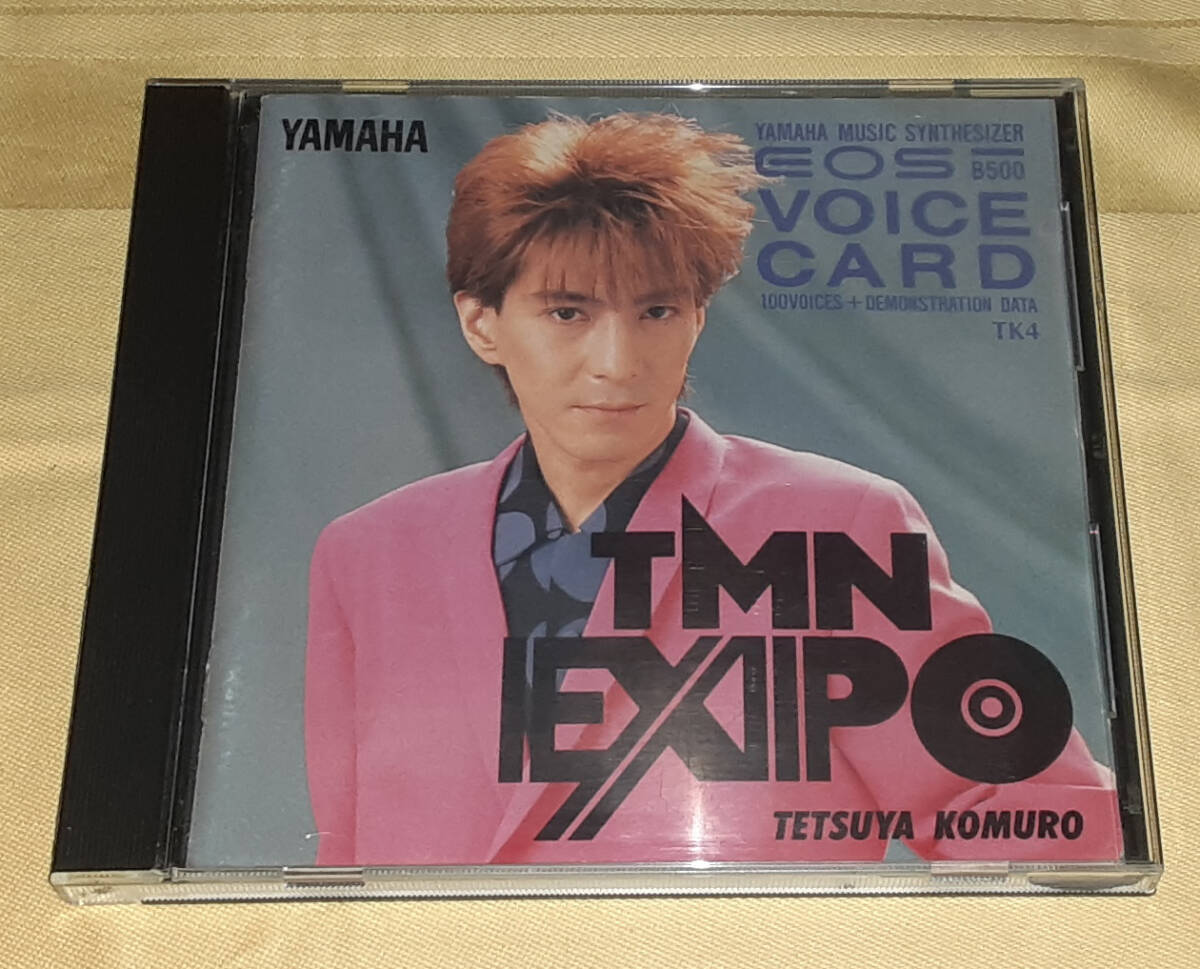 YAMAHA
YAMAHA MUSIC SYNTHESIZER
EOS B500
VOICE
CARD
100VOICES+DEMONSTRATION DATA
TK4
TMN
EXPO
TETSUYA KOMURO